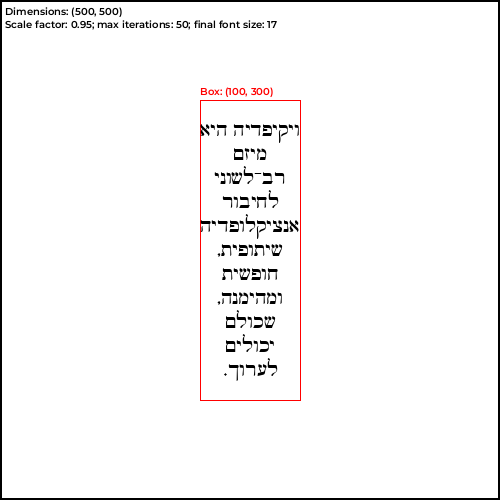 Dimensions: (500, 500)
Scale factor: 0.95; max iterations: 50; final font size: 17
Box: (100, 300)
ויקיפדיה היא
מיזם
רב־לשוני
לחיבור
אנציקלופדיה
שיתופית,
חופשית
ומהימנה,
שכולם
יכולים
לערוך.